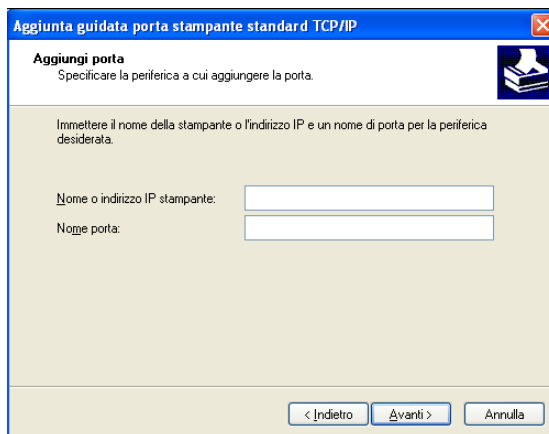 Aggiunta guidata porta stampante standard TCP/IP
Aggiungi porta
Specificare la periferica a cui aggiungere la porta.
Immettere il nome della stampante o l'indirizzo IP e un nome di porta per la periferica
desiderata.
Nome o indirizzo IP stampante:
Nome porta:
< Indietro
Avanti >
Annulla